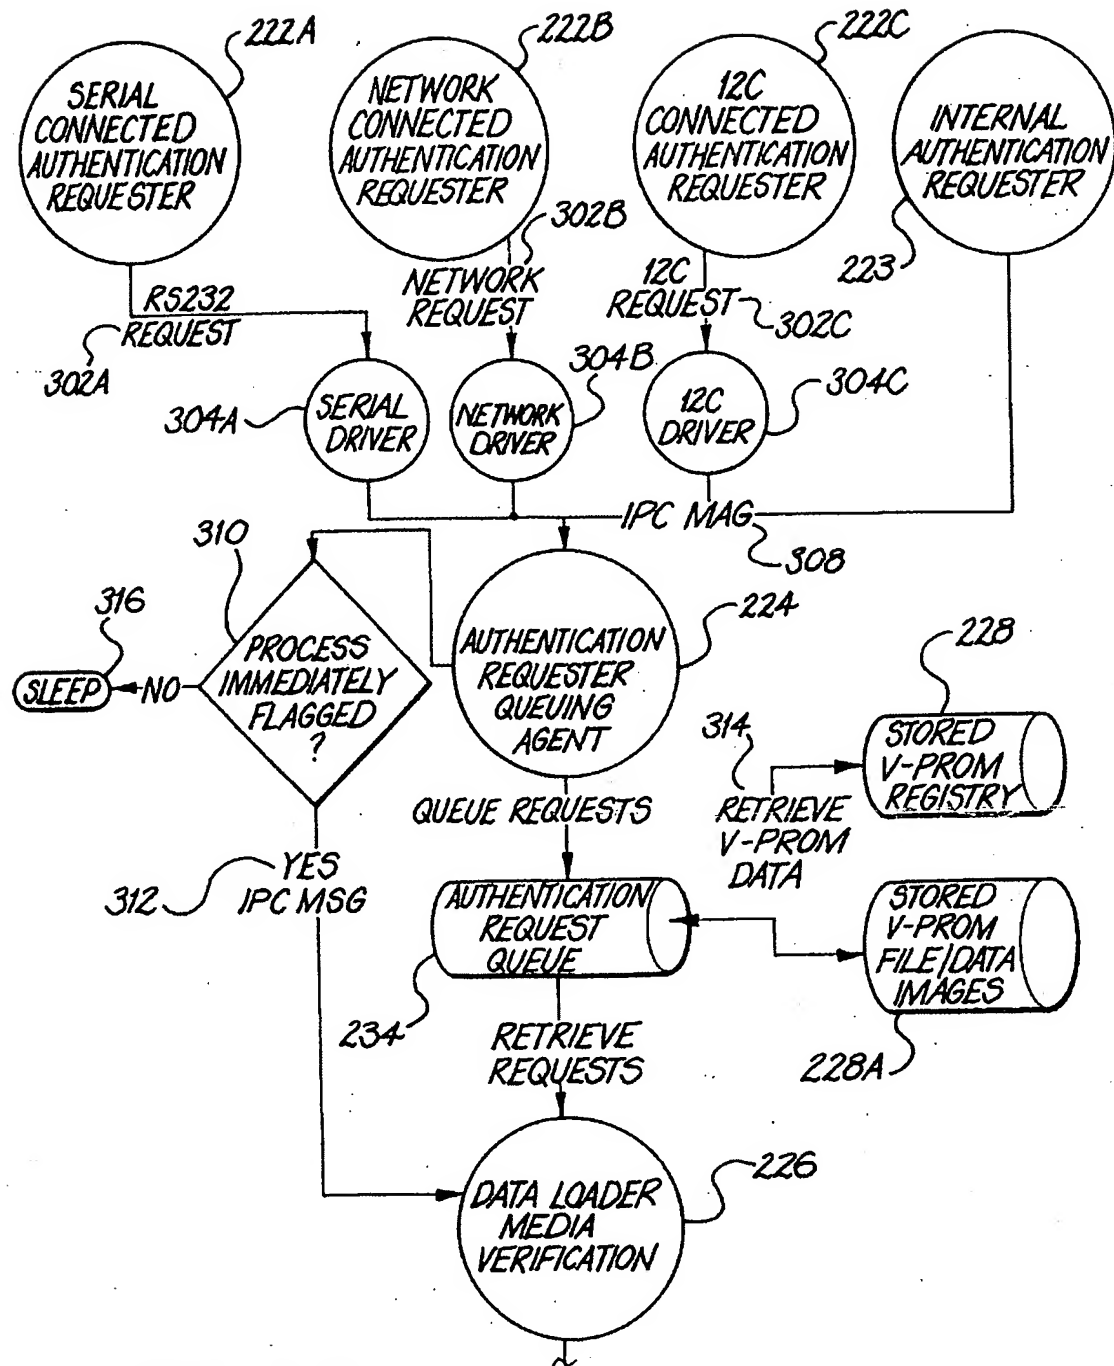 222A
222B
222C
SERIAL
CONNECTED
AUTHENTICATION
REQUESTER
NETWORK
CONNECTED
AUTHENTICATION
REQUESTER
12C
CONNECTED
AUTHENTICATION
REQUESTER
INTERNAL
AUTHENTICATION
REQUESTER
223
RS232
REQUEST
302A
302B
NETWORK
REQUEST
12C
REQUEST
302C
304A
SERIAL
DRIVER
304B
NETWORK
DRIVER
304C
12C
DRIVER
IPC MAG
308
310
316
SLEEP
NO
PROCESS
IMMEDIATELY
FLAGGED
?
224
AUTHENTICATION
REQUESTER
QUEUING
AGENT
228
STORED
V-PROM
REGISTRY
314
RETRIEVE
V-PROM
DATA
QUEUE REQUESTS
312
YES
IPC MSG
AUTHENTICATION
REQUEST
QUEUE
234
STORED
V-PROM
FILE/DATA
IMAGES
228A
RETRIEVE
REQUESTS
226
DATA LOADER
MEDIA
VERIFICATION